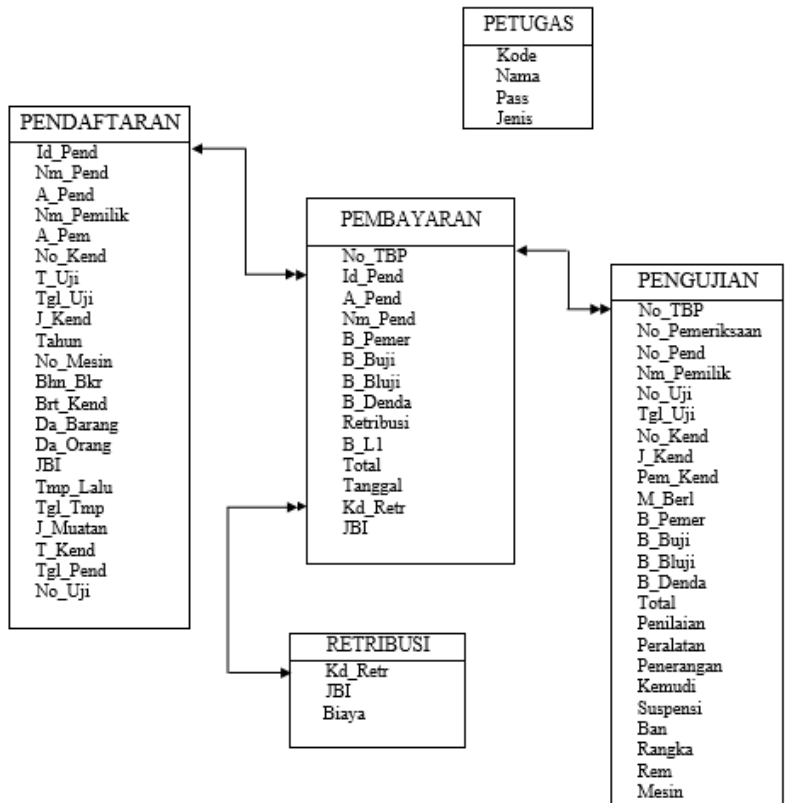 PETUGAS
Kode
Nama
Pass
Jenis
PENDAFTARAN
Id_Pend
Nm_Pend
A_Pend
Nm_Pemilik
A_Pem
No_Kend
T_Uji
Tgl_Uji
J_Kend
Tahun
No_Mesin
Bhn_Bkr
Brt_Kend
Da_Barang
Da_Orang
JBI
Tmp_Lalu
Tgl_Tmp
J_Muatan
T_Kend
Tgl_Pend
No_Uji
PEMBAYARAN
No_TBP
Id_Pend
A_Pend
Nm_Pend
B_Pemer
B_Buji
B_Bluji
B_Denda
Retribusi
B_L1
Total
Tanggal
Kd_Retr
JBI
PENGUJIAN
No_TBP
No_Pemeriksaan
No_Pend
Nm_Pemilik
No_Uji
Tgl_Uji
No_Kend
J_Kend
Pem_Kend
M_Berl
B_Pemer
B_Buji
B_Bluji
B_Denda
Total
Penilaian
Peralatan
Penerangan
Kemudi
Suspensi
Ban
Rangka
Rem
Mesin
RETRIBUSI
Kd_Retr
JBI
Biaya